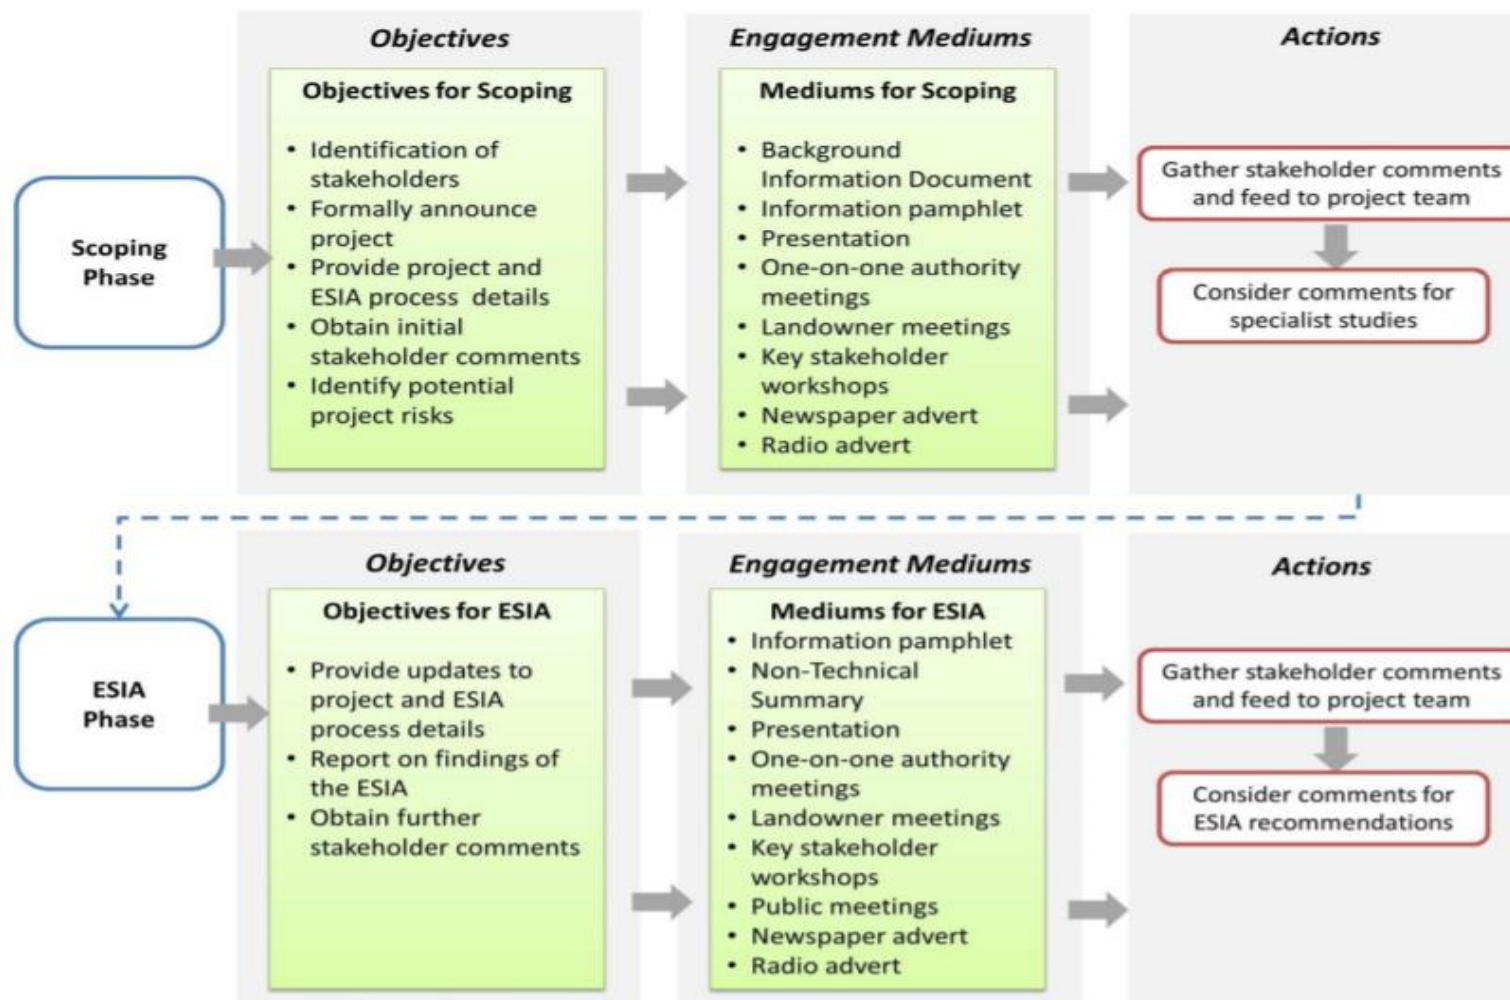 Objectives
Engagement Mediums
Actions
Scoping
Phase
Objectives for Scoping
• Identification of
stakeholders
• Formally announce
project
• Provide project and
ESIA process details
• Obtain initial
stakeholder comments
• Identify potential
project risks
Mediums for Scoping
• Background
Information Document
• Information pamphlet
• Presentation
• One-on-one authority
meetings
• Landowner meetings
• Key stakeholder
workshops
• Newspaper advert
• Radio advert
Gather stakeholder comments
and feed to project team
Consider comments for
specialist studies
Objectives
Engagement Mediums
Actions
ESIA
Phase
Objectives for ESIA
• Provide updates to
project and ESIA
process details
• Report on findings of
the ESIA
• Obtain further
stakeholder comments
Mediums for ESIA
• Information pamphlet
• Non-Technical
Summary
• Presentation
• One-on-one authority
meetings
• Landowner meetings
• Key stakeholder
workshops
• Public meetings
• Newspaper advert
• Radio advert
Gather stakeholder comments
and feed to project team
Consider comments for
ESIA recommendations